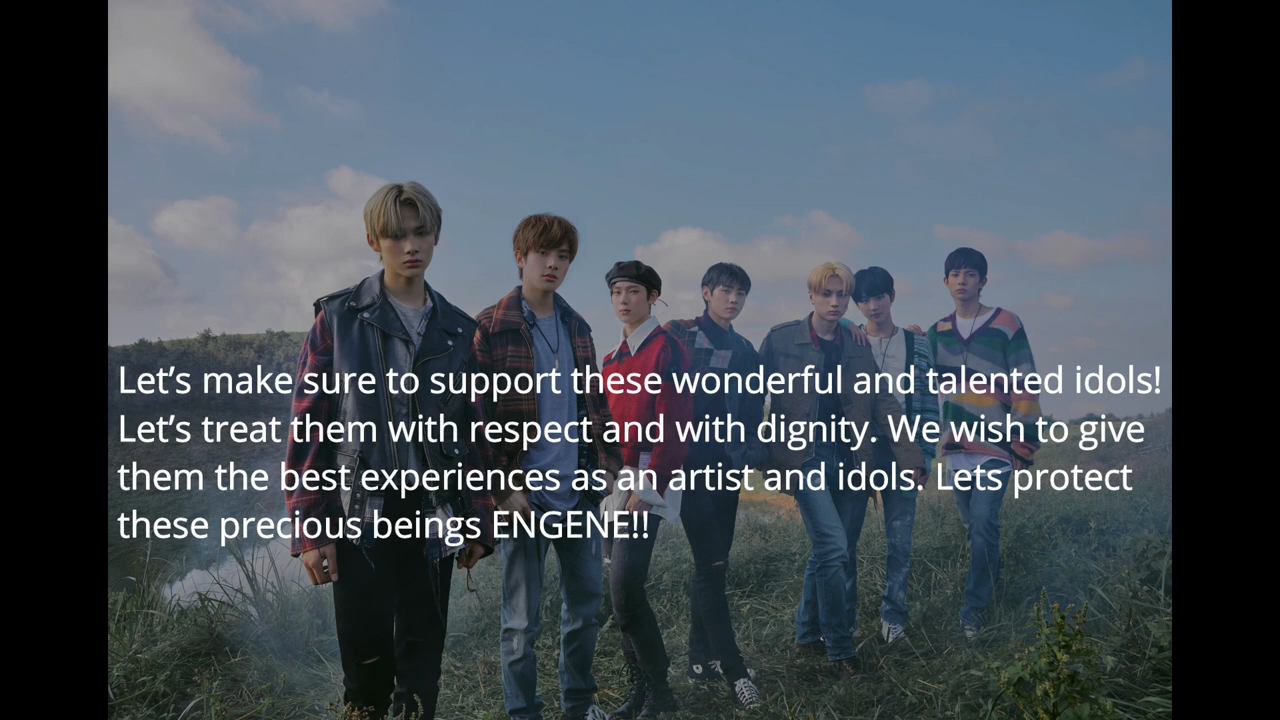 Let’s make sure to support these wonderful and talented idols!
Let’s treat them with respect and with dignity. We wish to give
them the best experiences as an artist and idols. Lets protect
these precious beings ENGENE!!